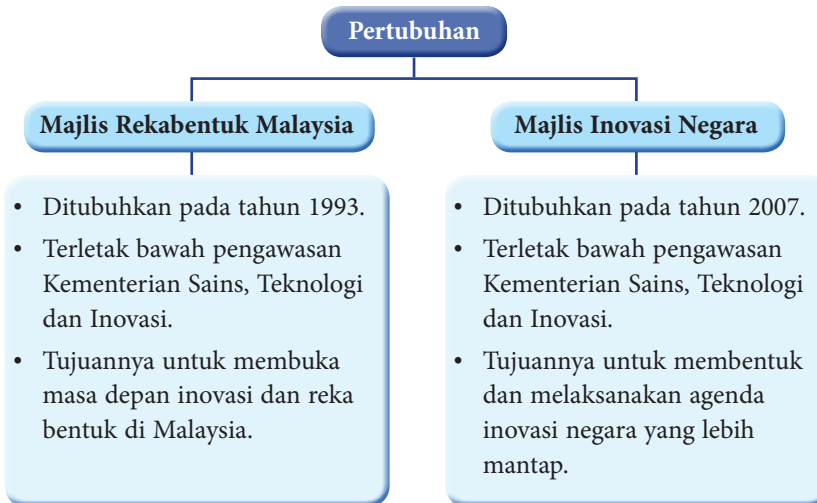 Pertubuhan
Majlis Rekabentuk Malaysia
• Ditubuhkan pada tahun 1993.
• Terletak bawah pengawasan
Kementerian Sains, Teknologi
dan Inovasi.
• Tujuannya untuk membuka
masa depan inovasi dan reka
bentuk di Malaysia.
Majlis Inovasi Negara
• Ditubuhkan pada tahun 2007.
• Terletak bawah pengawasan
Kementerian Sains, Teknologi
dan Inovasi.
• Tujuannya untuk membentuk
dan melaksanakan agenda
inovasi negara yang lebih
mantap.